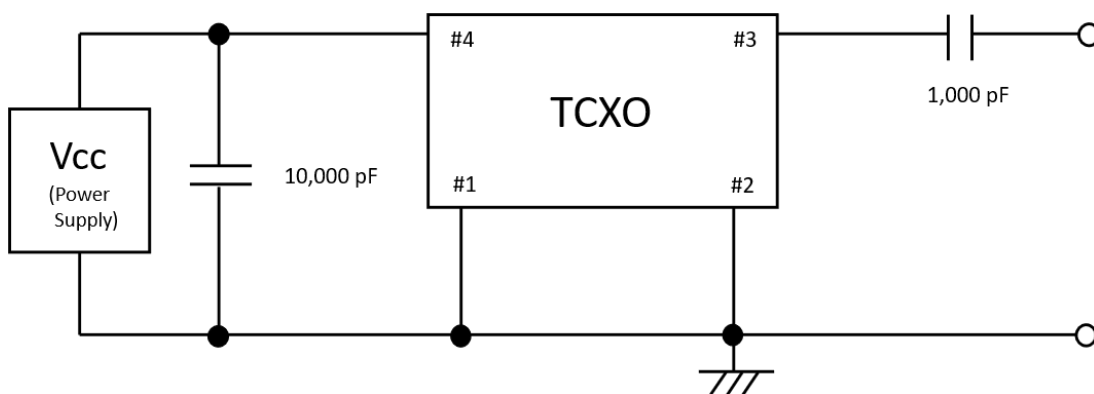 #4
#3
TCXO
1,000 pF
Vcc
(Power
Supply)
10,000 pF
#1
#2